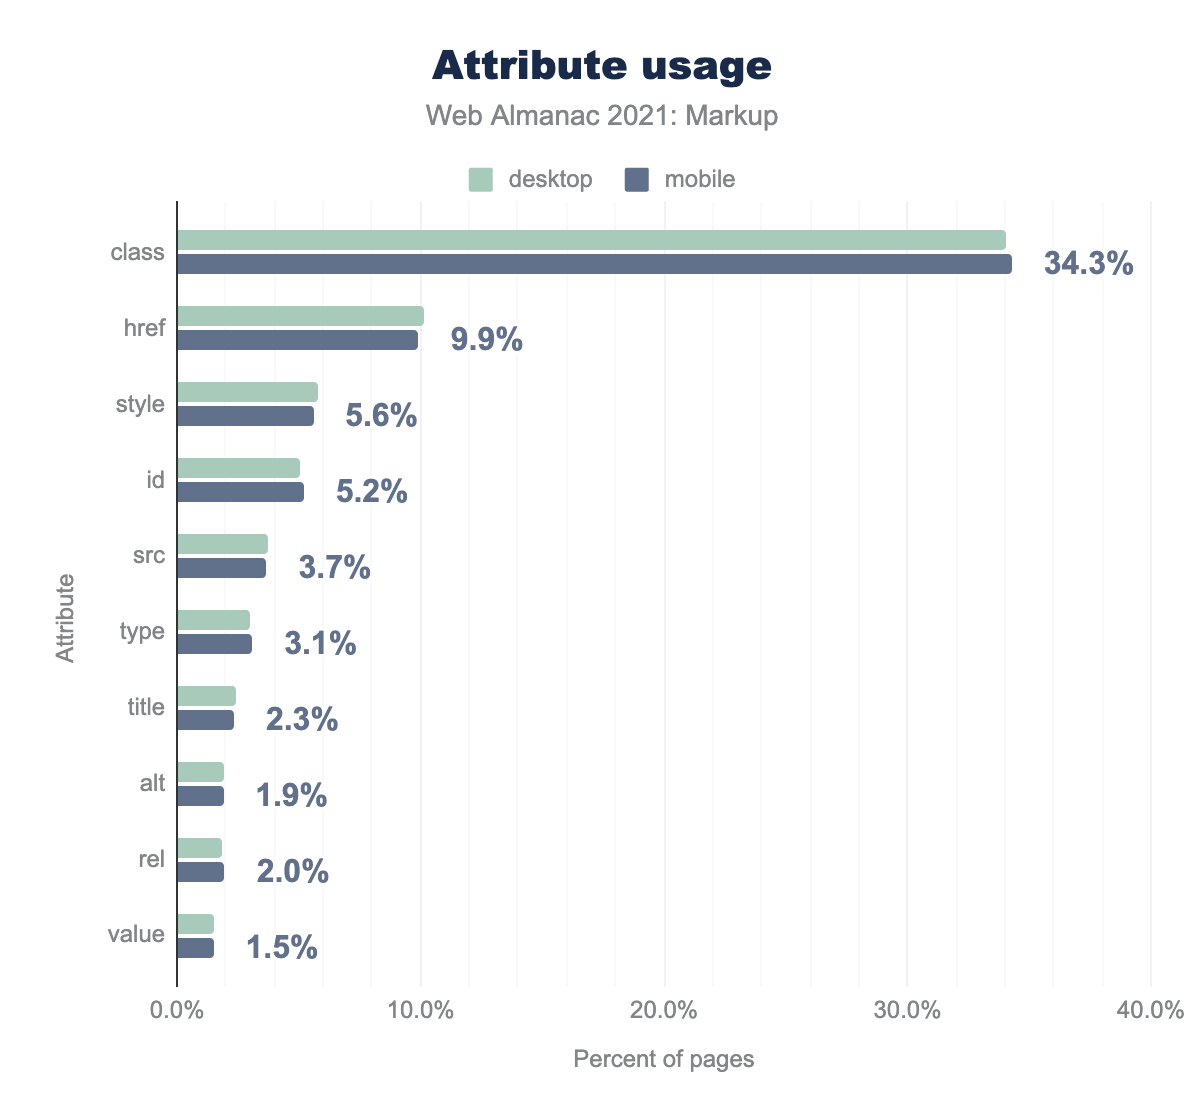 Attribute usage
Web Almanac 2021: Markup
desktop mobile
class 34.3%
href 9.9%
style 5.6%
id 5.2%
src 3.7%
type 3.1%
title 2.3%
alt 1.9%
rel 2.0%
value 1.5%
Attribute
0.0% 10.0% 20.0% 30.0% 40.0%
Percent of pages